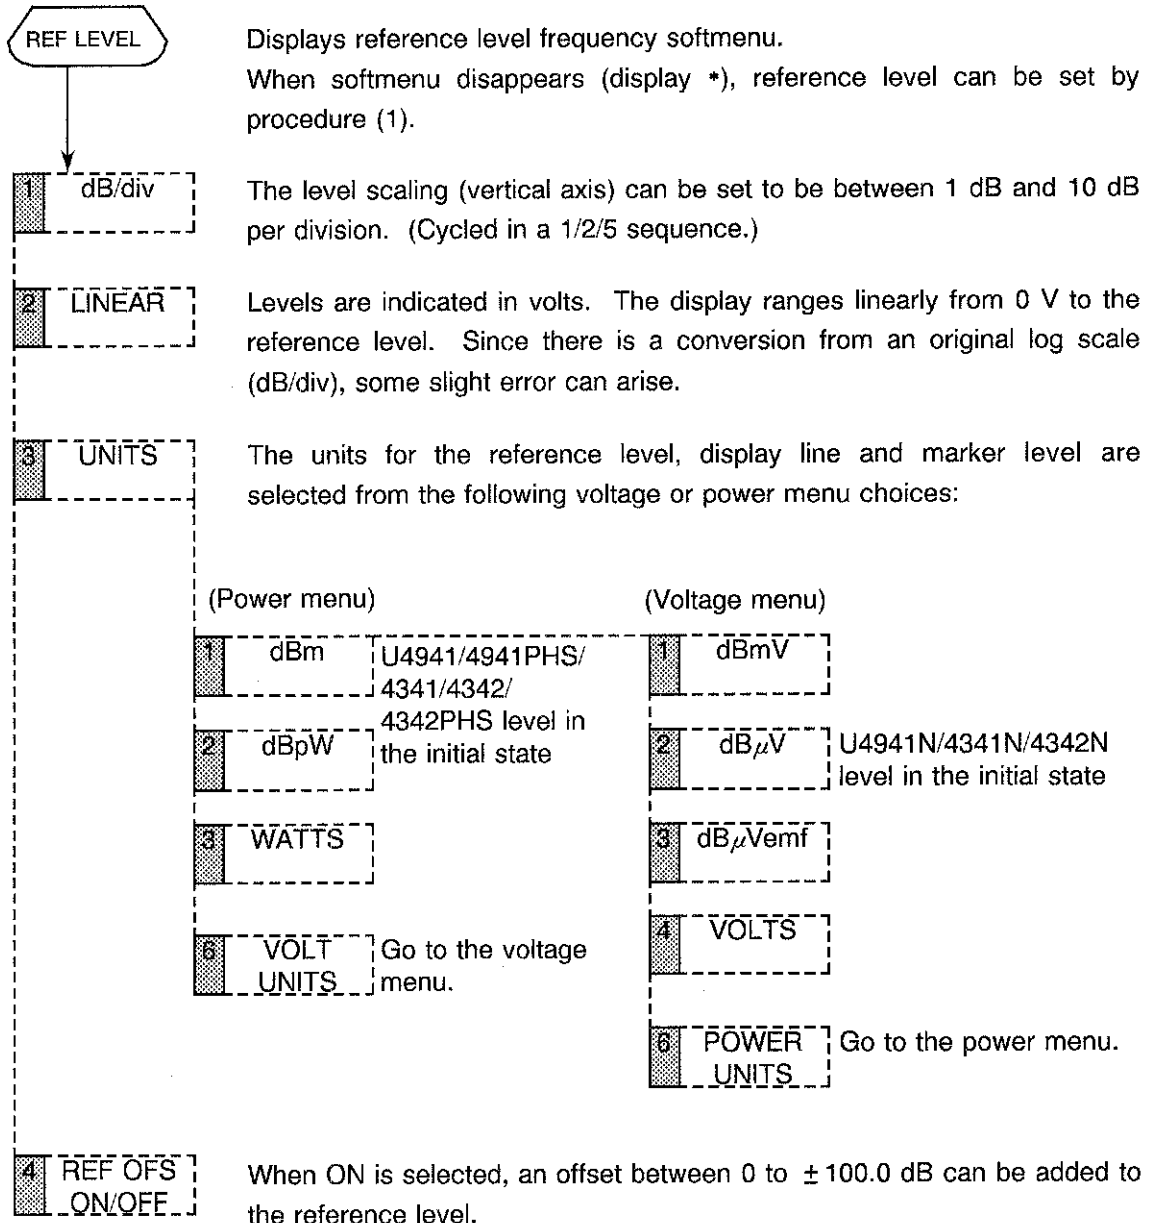 REF LEVEL
Displays reference level frequency softmenu.
When softmenu disappears (display *), reference level can be set by
procedure (1).
1 dB/div
The level scaling (vertical axis) can be set to be between 1 dB and 10 dB
per division. (Cycled in a 1/2/5 sequence.)
2 LINEAR
Levels are indicated in volts. The display ranges linearly from 0 V to the
reference level. Since there is a conversion from an original log scale
(dB/div), some slight error can arise.
3 UNITS
The units for the reference level, display line and marker level are
selected from the following voltage or power menu choices:
(Power menu)
1 dBm
U4941/4941PHS/
4341/4342/
4342PHS level in
the initial state
2 dBpW
3 WATTS
6 VOLT
UNITS
Go to the voltage
menu.
(Voltage menu)
1 dBmV
2 dBμV
U4941N/4341N/4342N
level in the initial state
3 dBμVemf
4 VOLTS
6 POWER
UNITS
Go to the power menu.
4 REF OFS
ON/OFF
When ON is selected, an offset between 0 to ±100.0 dB can be added to
the reference level.